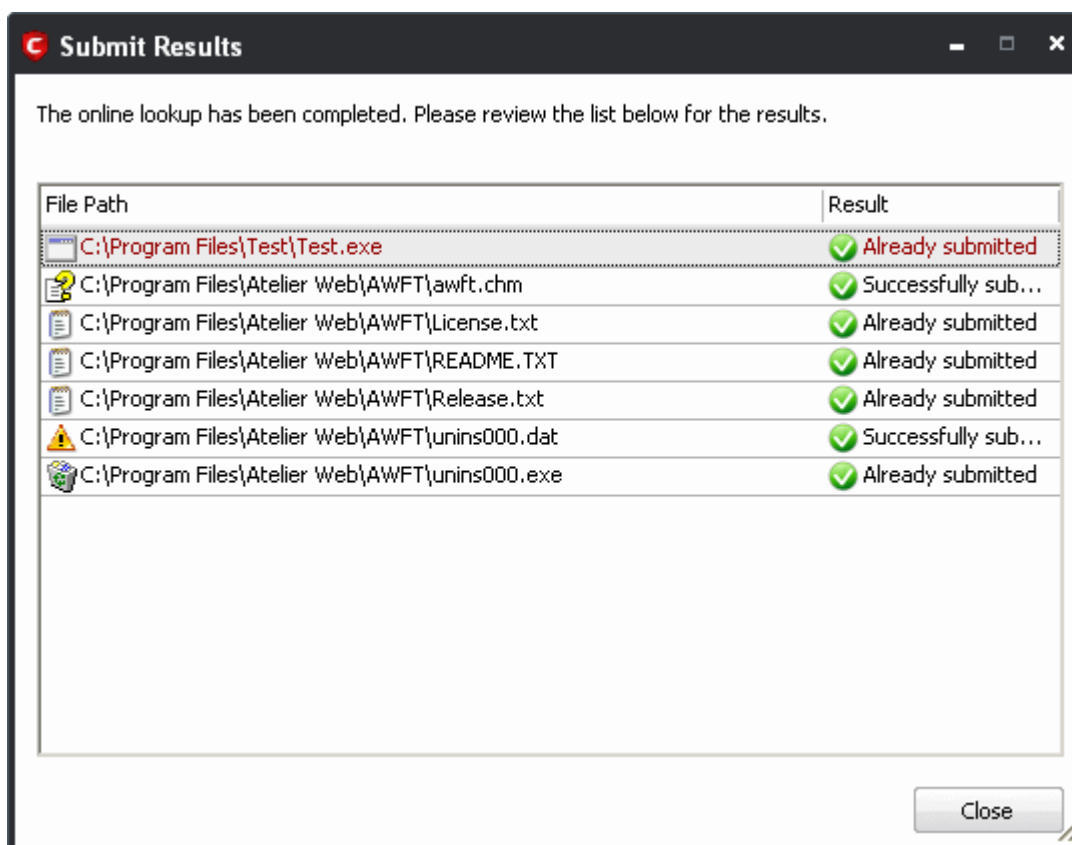 Submit Results
The online lookup has been completed. Please review the list below for the results.
File Path Result
C:\Program Files\Test\Test.exe Already submitted
C:\Program Files\Atelier Web\AWFT\awft.chm Successfully sub...
C:\Program Files\Atelier Web\AWFT\License.txt Already submitted
C:\Program Files\Atelier Web\AWFT\README.TXT Already submitted
C:\Program Files\Atelier Web\AWFT\Release.txt Already submitted
C:\Program Files\Atelier Web\AWFT\unins000.dat Successfully sub...
C:\Program Files\Atelier Web\AWFT\unins000.exe Already submitted
Close